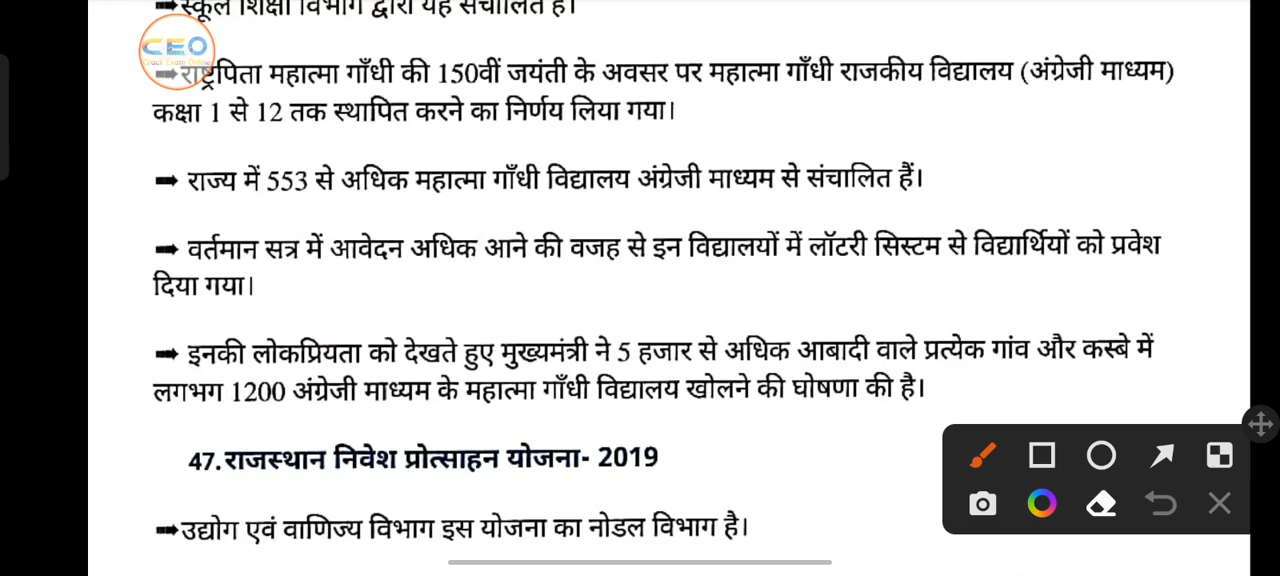 ➡स्कूल शिक्षा विभाग द्वारा यह संचालित है।
CEO
Crack Exam Online
➡राष्ट्रपिता महात्मा गाँधी की 150वीं जयंती के अवसर पर महात्मा गाँधी राजकीय विद्यालय (अंग्रेजी माध्यम)
कक्षा 1 से 12 तक स्थापित करने का निर्णय लिया गया।
➡ राज्य में 553 से अधिक महात्मा गाँधी विद्यालय अंग्रेजी माध्यम से संचालित हैं।
➡ वर्तमान सत्र में आवेदन अधिक आने की वजह से इन विद्यालयों में लॉटरी सिस्टम से विद्यार्थियों को प्रवेश
दिया गया।
➡ इनकी लोकप्रियता को देखते हुए मुख्यमंत्री ने 5 हजार से अधिक आबादी वाले प्रत्येक गांव और कस्बे में
लगभग 1200 अंग्रेजी माध्यम के महात्मा गाँधी विद्यालय खोलने की घोषणा की है।
47.राजस्थान निवेश प्रोत्साहन योजना- 2019
➡उद्योग एवं वाणिज्य विभाग इस योजना का नोडल विभाग है।